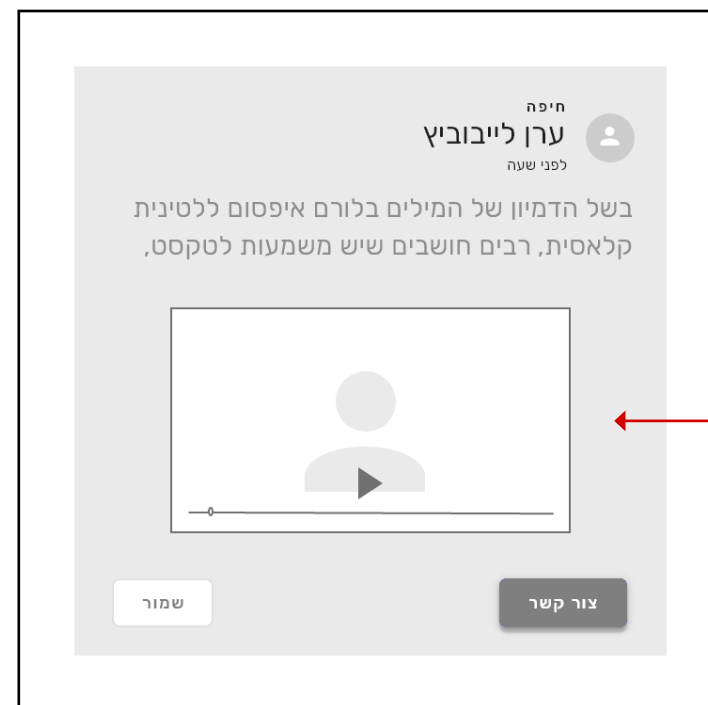 חיפה
ערן לייבוביץ
לפני שעה
בשל הדמיון של המילים בלורם איפסום ללטינית
קלאסית, רבים חושבים שיש משמעות לטקסט,
צור קשר
שמור